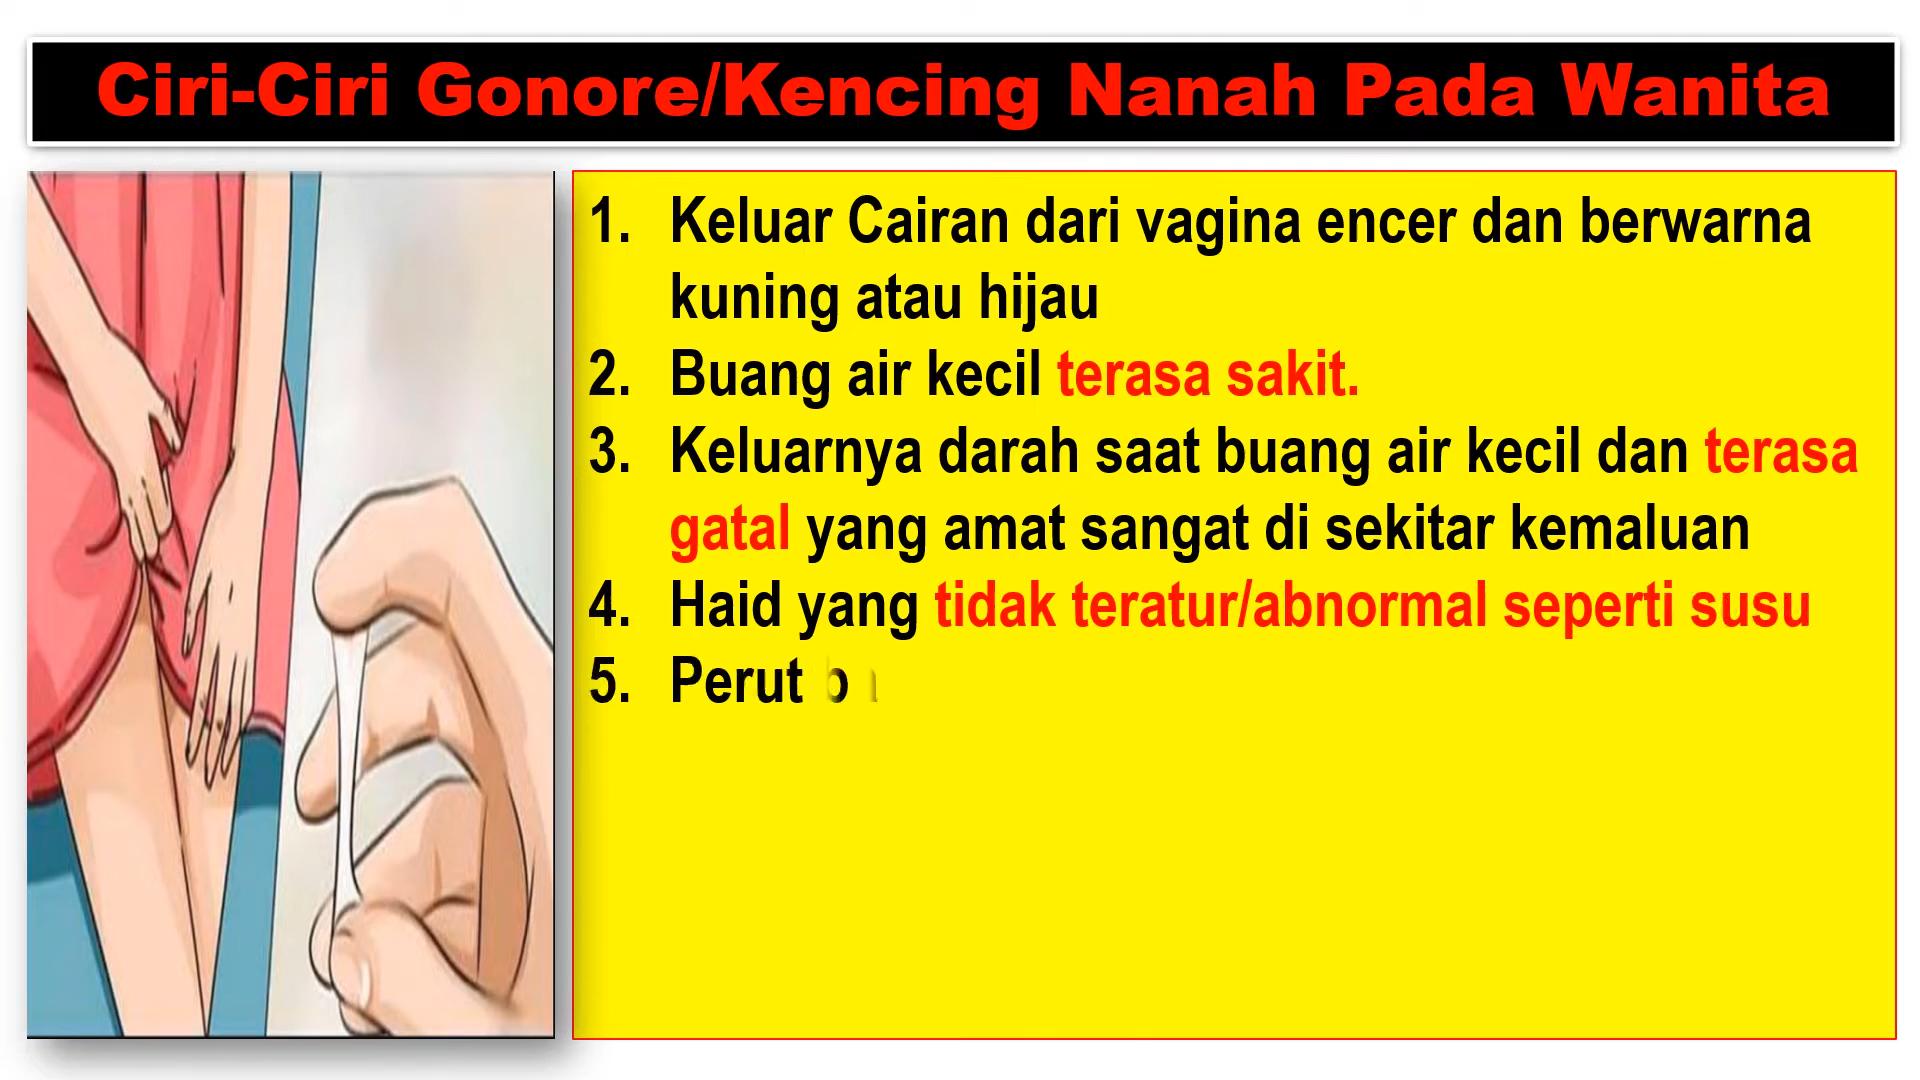 Ciri-Ciri Gonore/Kencing Nanah Pada Wanita
1. Keluar Cairan dari vagina encer dan berwarna
kuning atau hijau
2. Buang air kecil terasa sakit.
3. Keluarnya darah saat buang air kecil dan terasa
gatal yang amat sangat di sekitar kemaluan
4. Haid yang tidak teratur/abnormal seperti susu
5. Perut